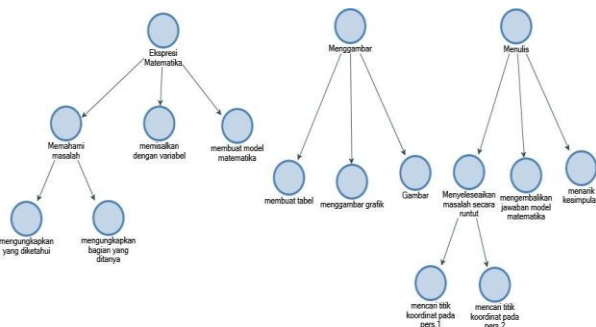 Ekspresi
Matematika
Menggambar
Menulis
Memahami
masalah
memisalkan
dengan variabel
membuat model
matematika
membuat tabel
menggambar grafik
Gambar
Menyeleseaikan
masalah secara
runtut
mengembalikan
jawaban model
matematika
menarik
kesimpula
mengungkapkan
yang diketahui
mengungkapkan
bagian yang
ditanya
mencari titik
koordinat pada
pers.1
mencari titik
koordinat pada
pers.2